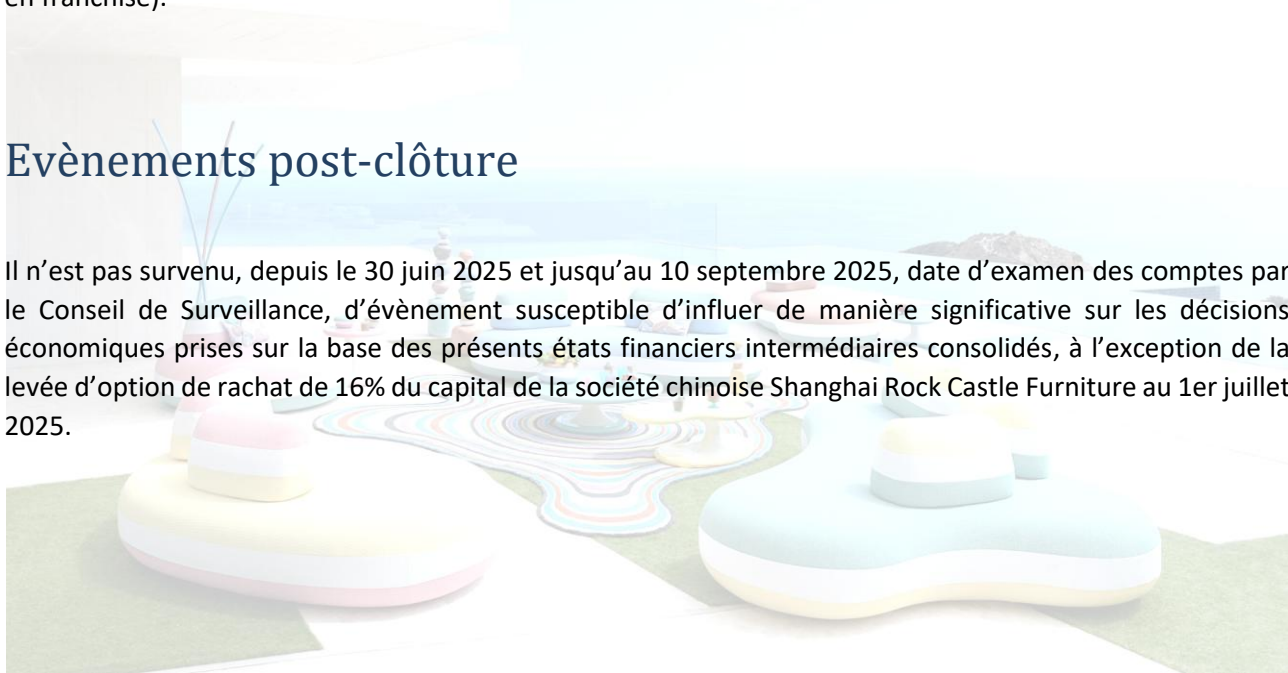 en franchise).
Evènements post-clôture
Il n’est pas survenu, depuis le 30 juin 2025 et jusqu’au 10 septembre 2025, date d’examen des comptes par
le Conseil de Surveillance, d’évènement susceptible d’influer de manière significative sur les décisions
économiques prises sur la base des présents états financiers intermédiaires consolidés, à l’exception de la
levée d’option de rachat de 16% du capital de la société chinoise Shanghai Rock Castle Furniture au 1er juillet
2025.